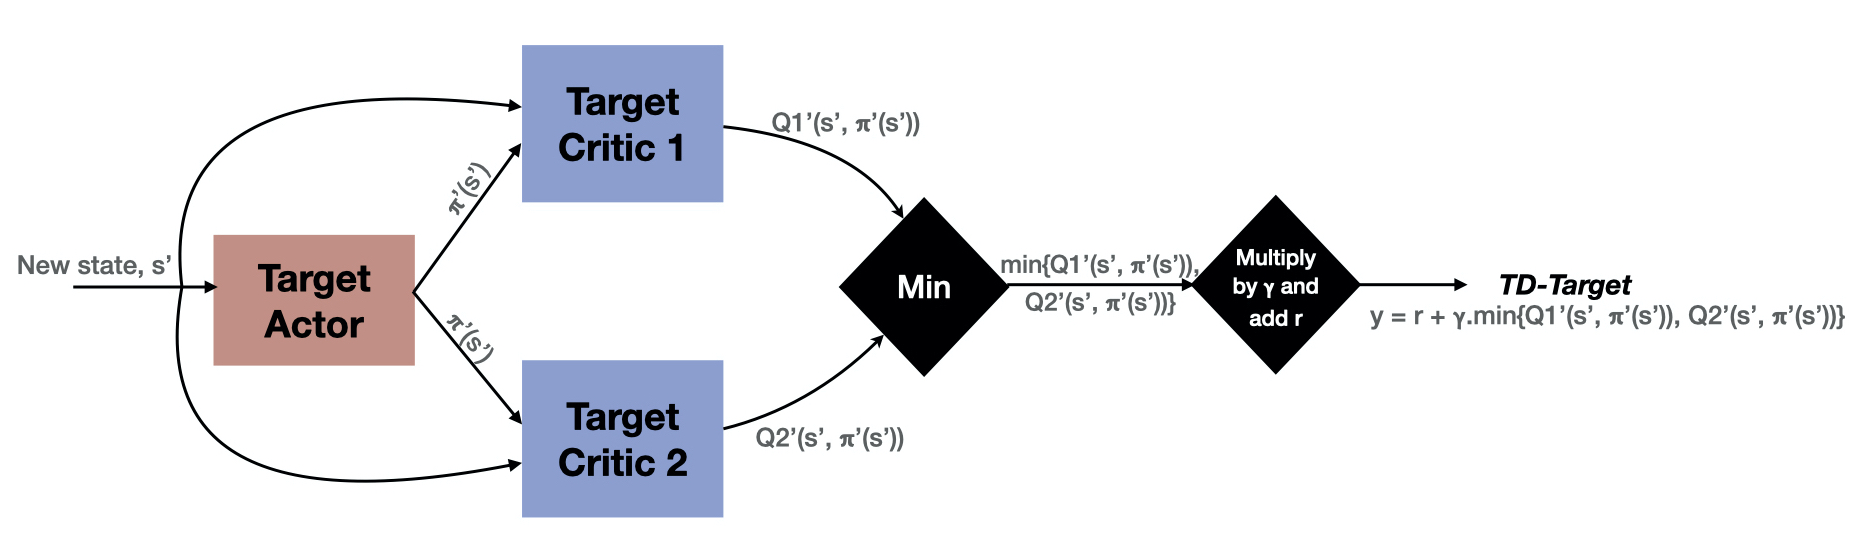 New state, s’
Target
Actor
π’(s’)
π’(s’)
Target
Critic 1
Target
Critic 2
Q1’(s’, π’(s’))
Q2’(s’, π’(s’))
Min
min{Q1’(s’, π’(s’)),
Q2’(s’, π’(s’))}
Multiply
by γ and
add r
TD-Target
y = r + γ.min{Q1’(s’, π’(s’)), Q2’(s’, π’(s’))}